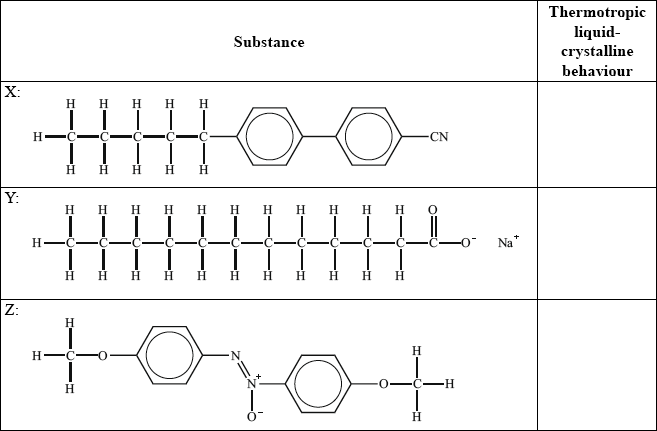 Substance
Thermotropic
liquid-
crystalline
behaviour
X:
H H H H H
H C C C C C CN
H H H H H
Y:
H H H H H H H H H H H O
H C C C C C C C C C C C C O⁻ Na⁺
H H H H H H H H H H H
Z:
H
H C O N H
H N⁺ O C H
O⁻ H